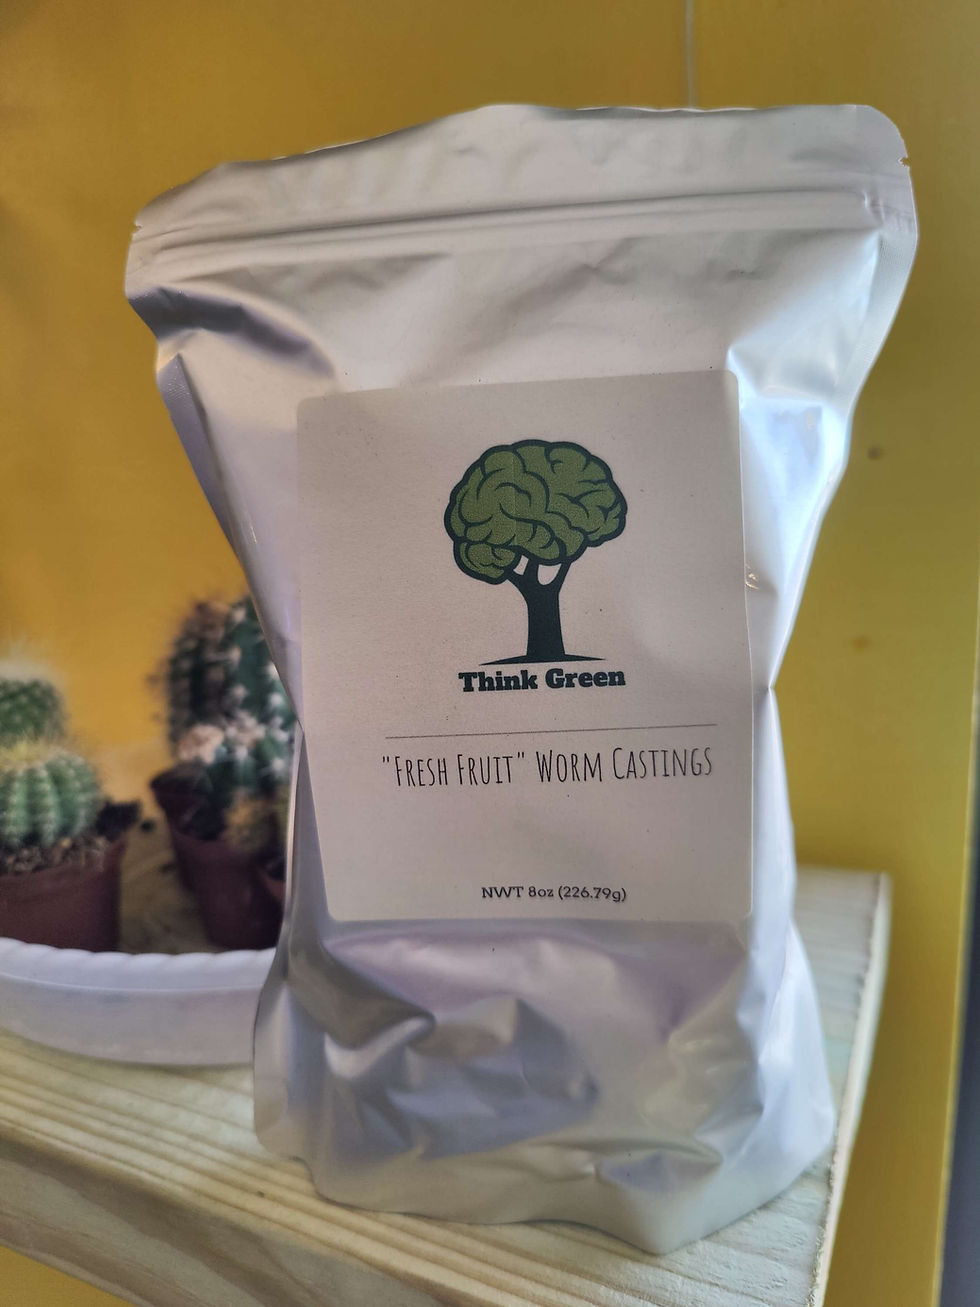 Think Green
"Fresh Fruit" Worm Castings
NWT 8oz (226.79g)